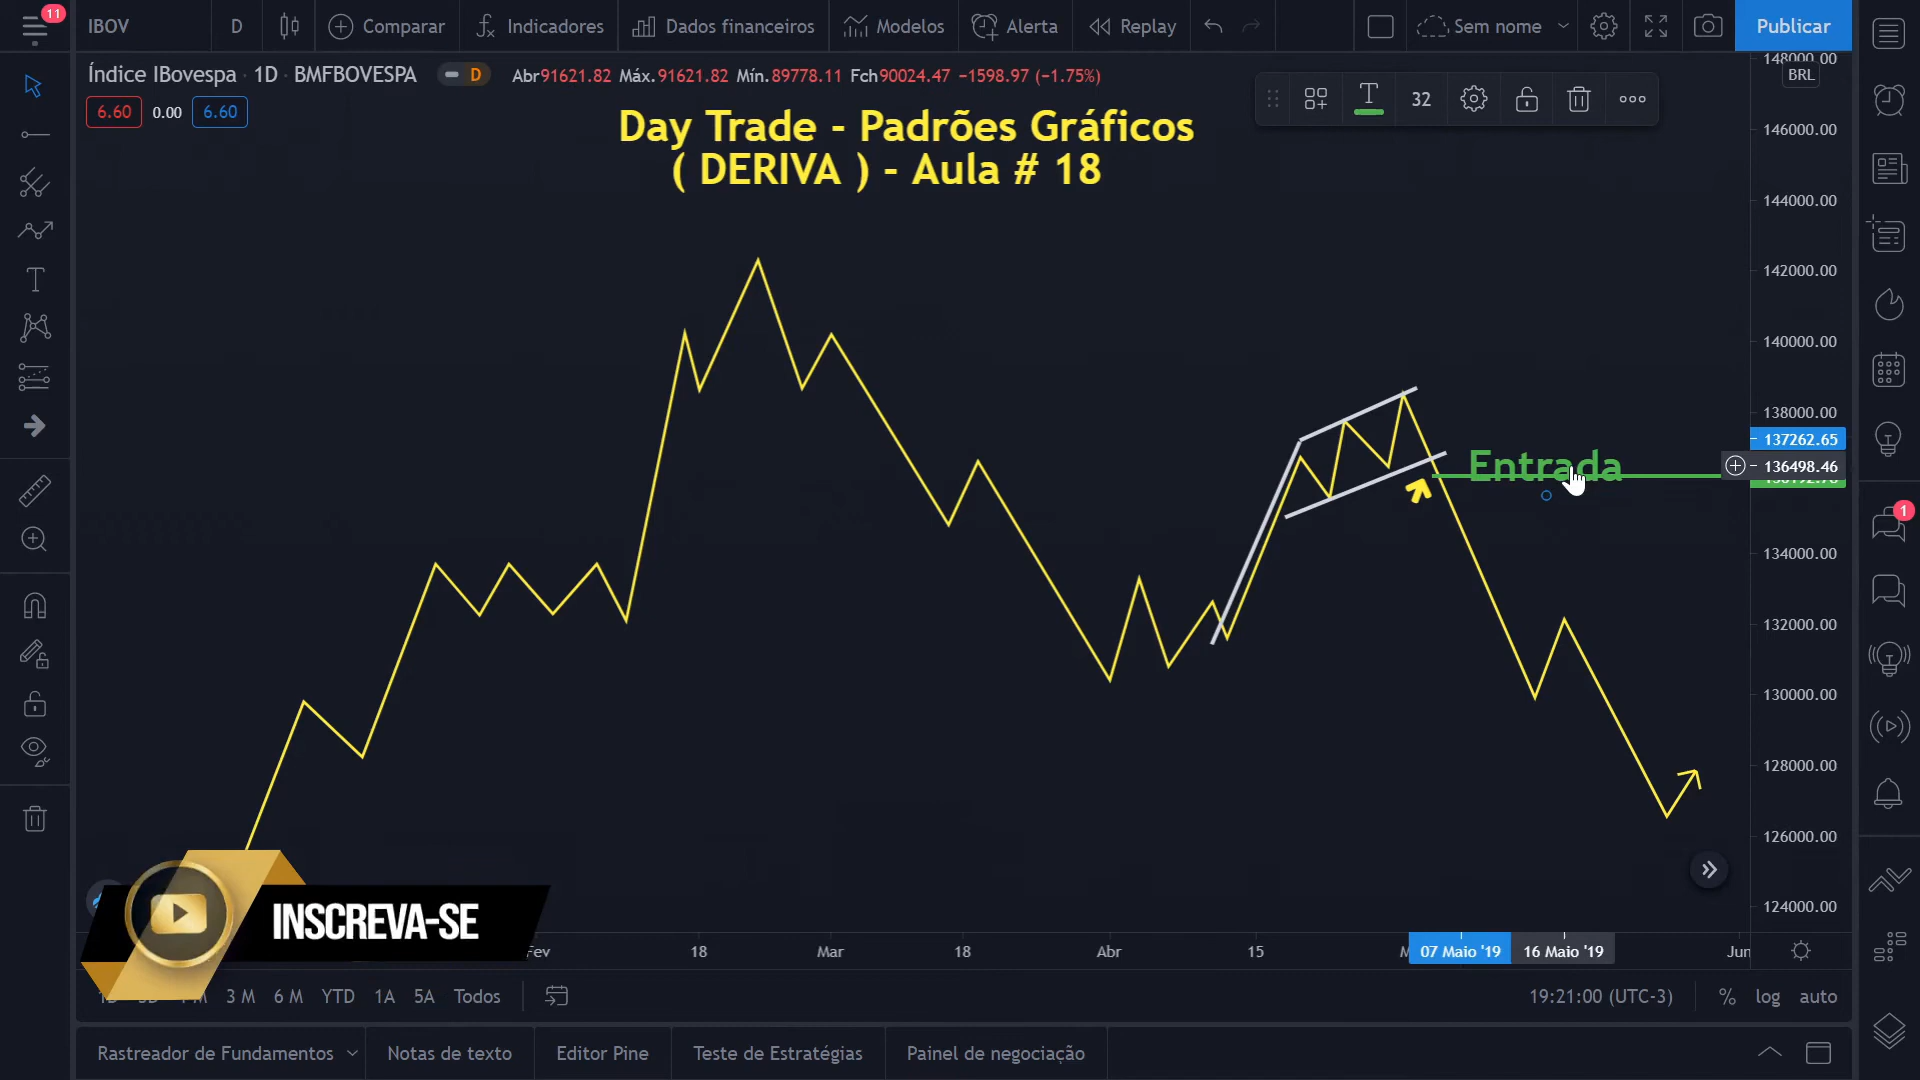 11
IBOV
D
Comparar
Indicadores
Dados financeiros
Modelos
Alerta
Replay
Sem nome
Publicar
Índice IBovespa · 1D · BMFBOVESPA
D
Abr91621.82 Máx.91621.82 Mín.89778.11 Fch90024.47 −1598.97 (−1.75%)
6.60
0.00
6.60
32
BRL
Day Trade - Padrões Gráficos
( DERIVA ) - Aula # 18
148000.00
146000.00
144000.00
142000.00
140000.00
138000.00
137262.65
136498.46
134000.00
132000.00
130000.00
128000.00
126000.00
124000.00
Entrada
1
INSCREVA-SE
Fev
18
Mar
18
Abr
15
07 Maio '19
16 Maio '19
Jun
3 M
6 M
YTD
1A
5A
Todos
19:21:00 (UTC-3)
%
log
auto
Rastreador de Fundamentos
Notas de texto
Editor Pine
Teste de Estratégias
Painel de negociação